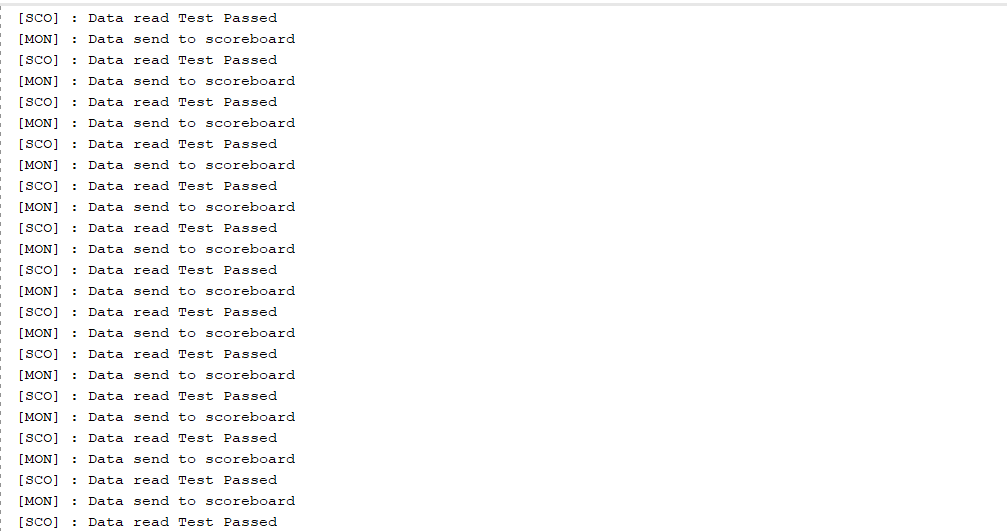 [SCO] : Data read Test Passed
[MON] : Data send to scoreboard
[SCO] : Data read Test Passed
[MON] : Data send to scoreboard
[SCO] : Data read Test Passed
[MON] : Data send to scoreboard
[SCO] : Data read Test Passed
[MON] : Data send to scoreboard
[SCO] : Data read Test Passed
[MON] : Data send to scoreboard
[SCO] : Data read Test Passed
[MON] : Data send to scoreboard
[SCO] : Data read Test Passed
[MON] : Data send to scoreboard
[SCO] : Data read Test Passed
[MON] : Data send to scoreboard
[SCO] : Data read Test Passed
[MON] : Data send to scoreboard
[SCO] : Data read Test Passed
[MON] : Data send to scoreboard
[SCO] : Data read Test Passed
[MON] : Data send to scoreboard
[SCO] : Data read Test Passed
[MON] : Data send to scoreboard
[SCO] : Data read Test Passed